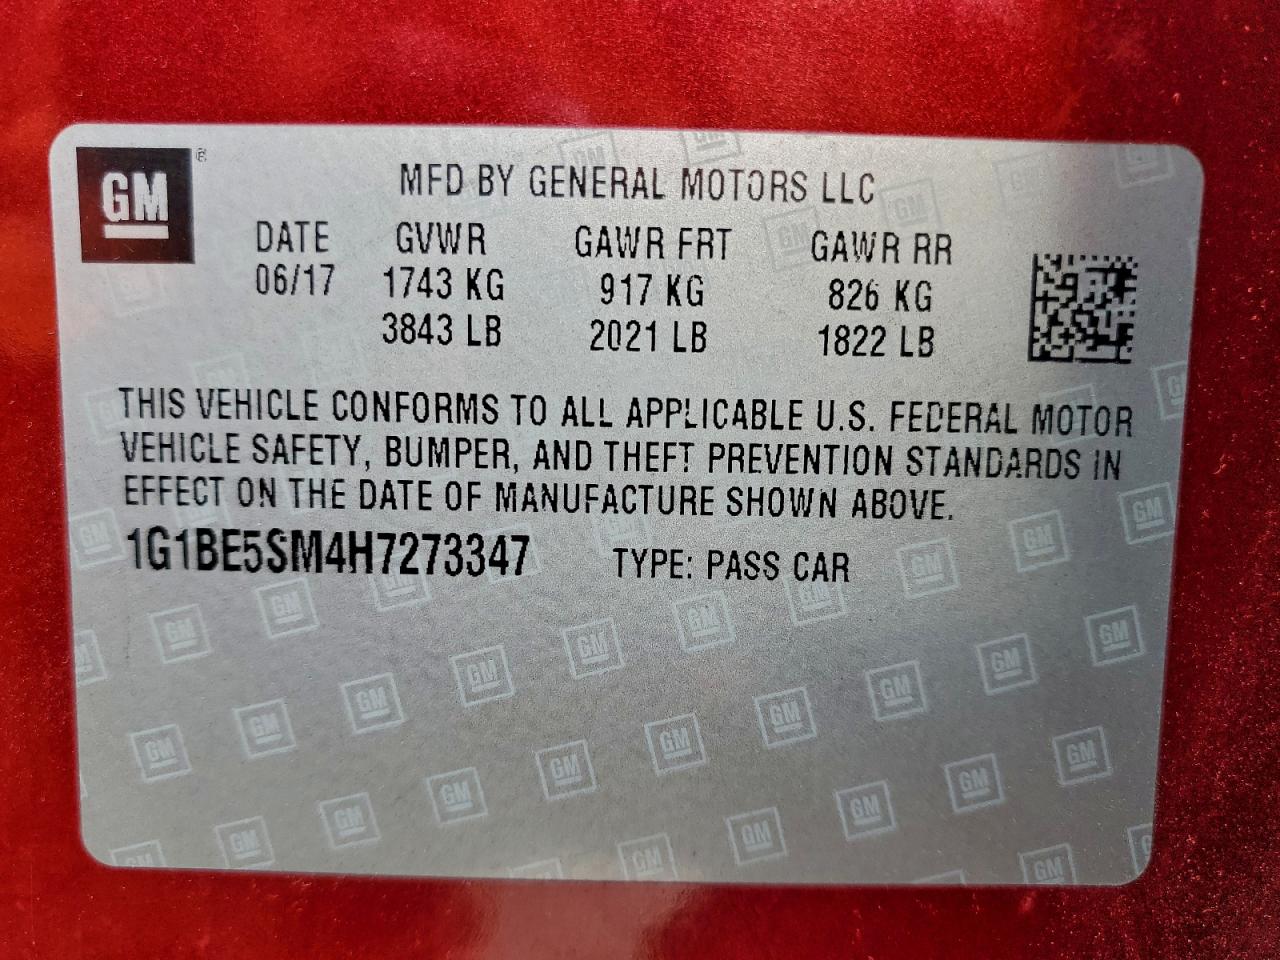 GM ®
MFD BY GENERAL MOTORS LLC
DATE GVWR GAWR FRT GAWR RR
06/17 1743 KG 917 KG 826 KG
3843 LB 2021 LB 1822 LB
THIS VEHICLE CONFORMS TO ALL APPLICABLE U.S. FEDERAL MOTOR
VEHICLE SAFETY, BUMPER, AND THEFT PREVENTION STANDARDS IN
EFFECT ON THE DATE OF MANUFACTURE SHOWN ABOVE.
1G1BE5SM4H7273347 TYPE: PASS CAR